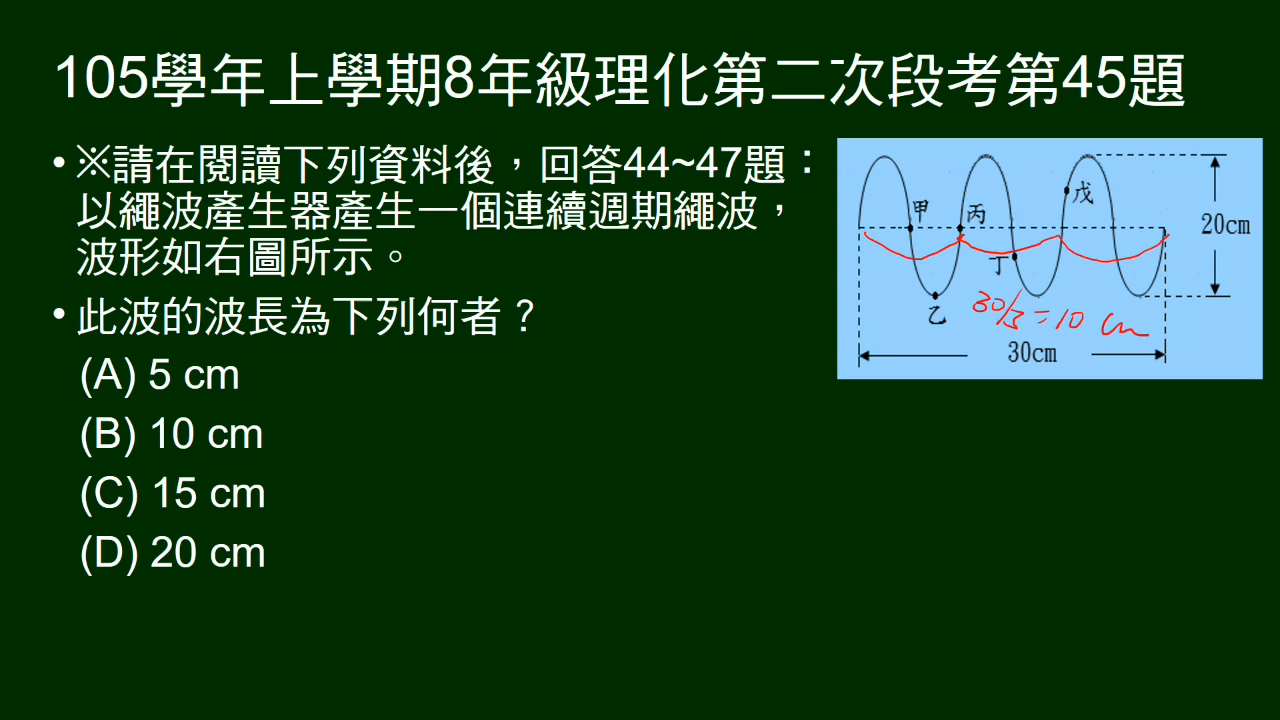 105學年上學期8年級理化第二次段考第45題
•※請在閱讀下列資料後，回答44~47題：
以繩波產生器產生一個連續週期繩波，
波形如右圖所示。
•此波的波長為下列何者？
(A) 5 cm
(B) 10 cm
(C) 15 cm
(D) 20 cm
甲
丙
戊
20cm
丁
乙
30/3=10 cm
30cm